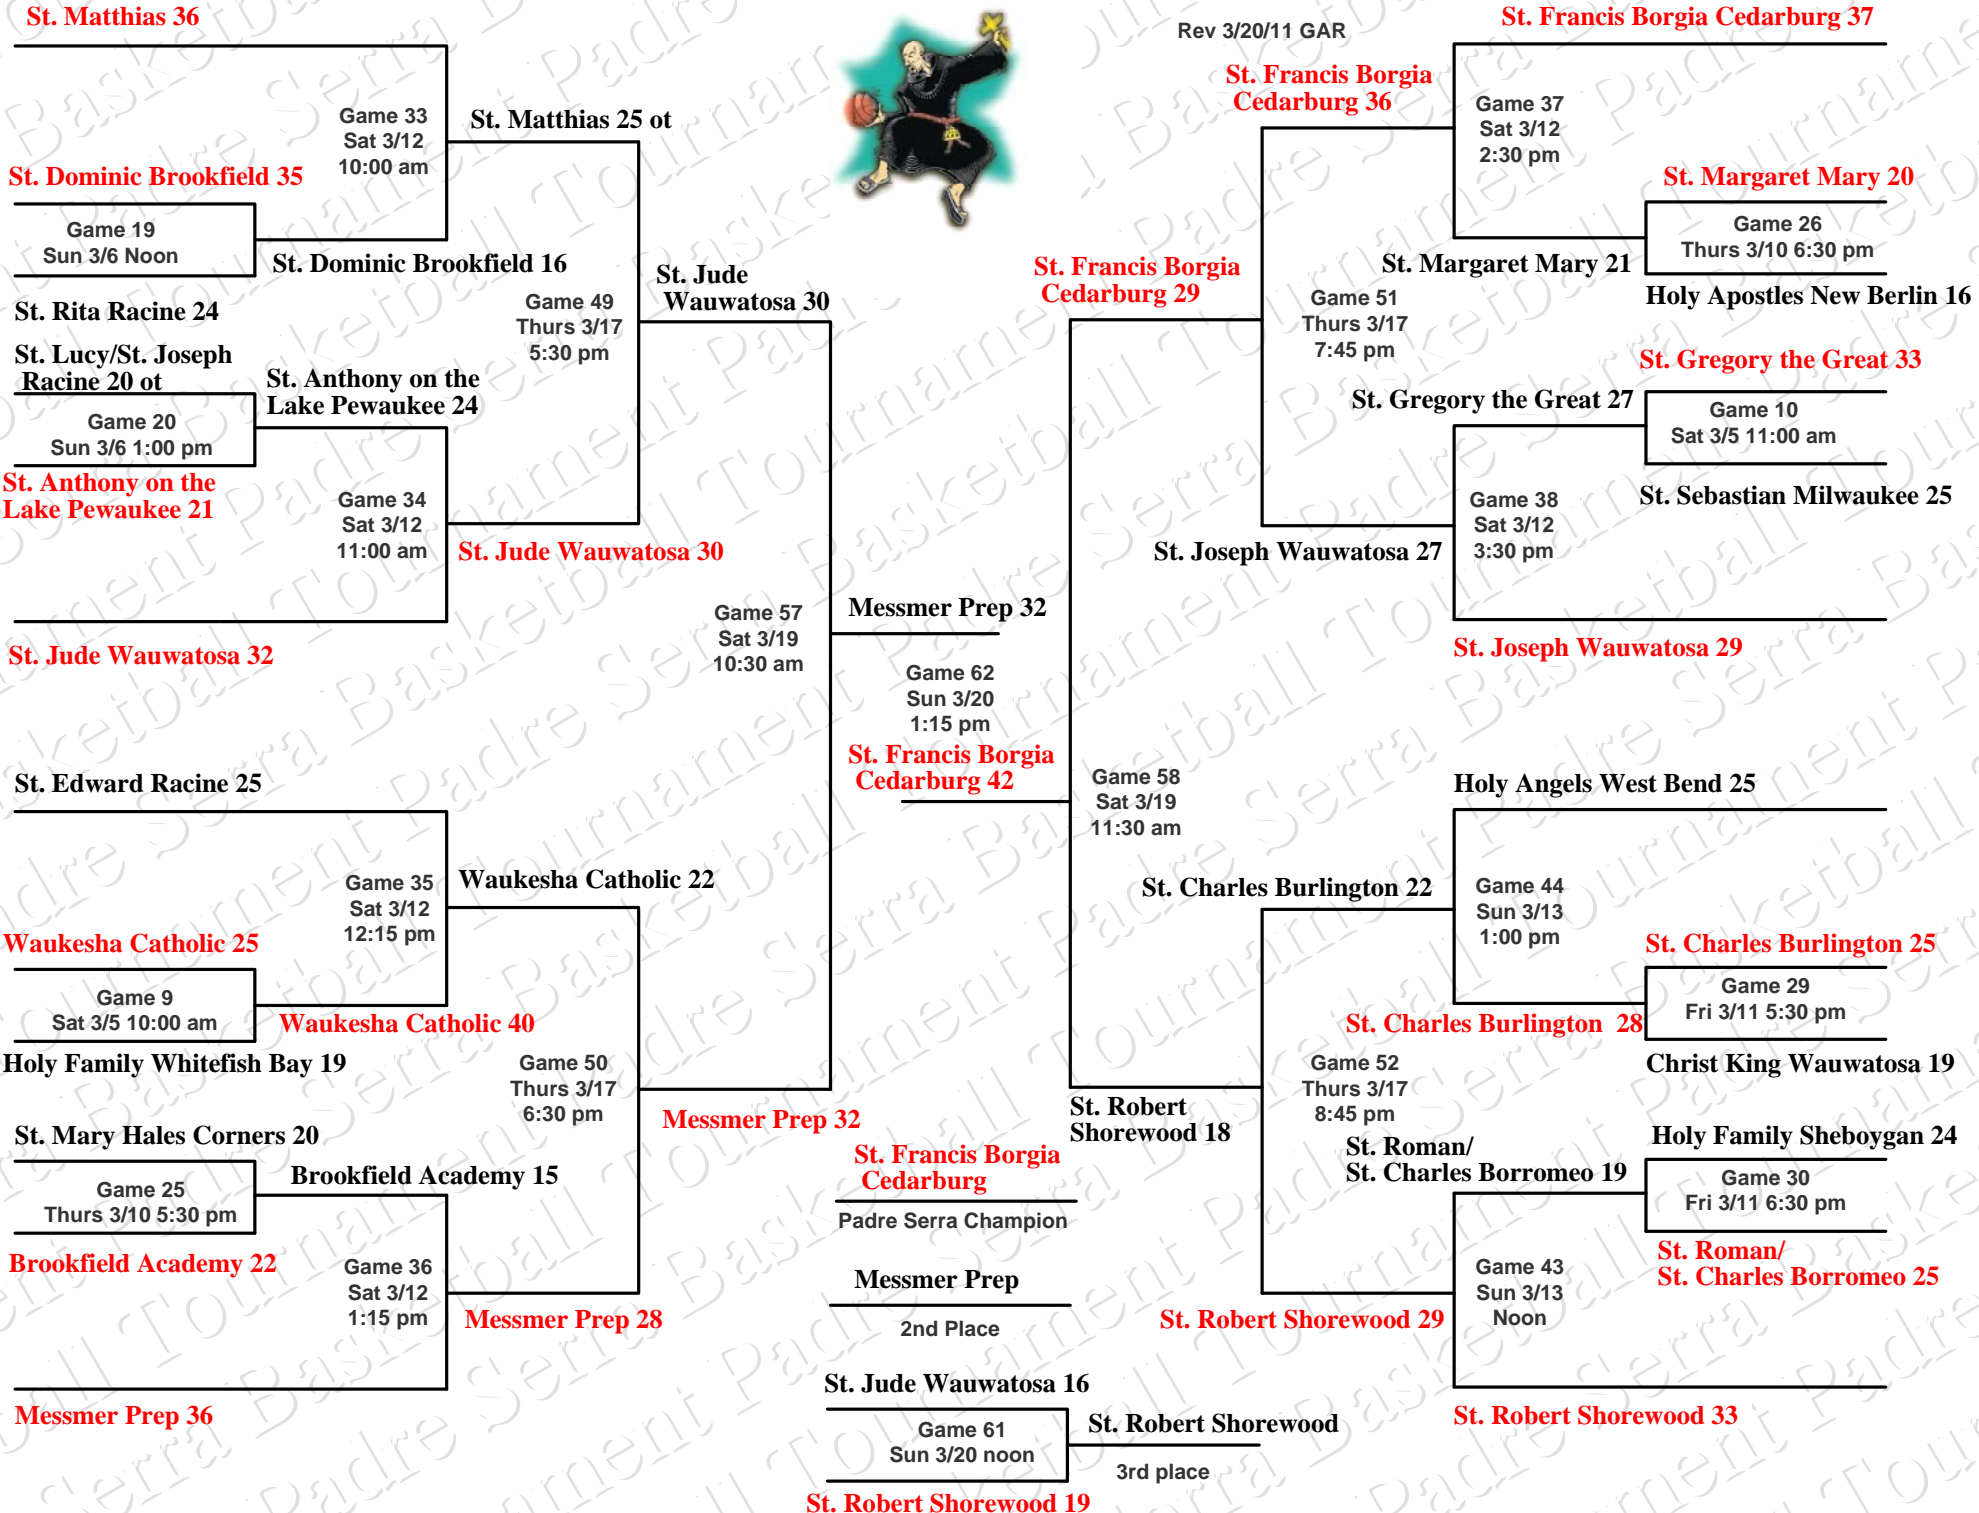 St. Matthias 36
Game 33
Sat 3/12
10:00 am
St. Matthias 25 ot
St. Dominic Brookfield 35
Game 19
Sun 3/6 Noon
St. Dominic Brookfield 16
St. Rita Racine 24
St. Lucy/St. Joseph
Racine 20 ot
Game 20
Sun 3/6 1:00 pm
St. Anthony on the
Lake Pewaukee 24
St. Anthony on the
Lake Pewaukee 21
Game 34
Sat 3/12
11:00 am
St. Jude Wauwatosa 30
St. Jude Wauwatosa 32
Game 49
Thurs 3/17
5:30 pm
St. Jude
Wauwatosa 30
Game 57
Sat 3/19
10:30 am
St. Edward Racine 25
Game 35
Sat 3/12
12:15 pm
Waukesha Catholic 22
Waukesha Catholic 25
Game 9
Sat 3/5 10:00 am
Waukesha Catholic 40
Holy Family Whitefish Bay 19
Game 50
Thurs 3/17
6:30 pm
Messmer Prep 32
St. Mary Hales Corners 20
Game 25
Thurs 3/10 5:30 pm
Brookfield Academy 15
Brookfield Academy 22
Game 36
Sat 3/12
1:15 pm
Messmer Prep 28
Messmer Prep 36
Messmer Prep 32
Game 62
Sun 3/20
1:15 pm
St. Francis Borgia
Cedarburg 42
St. Francis Borgia
Cedarburg
Padre Serra Champion
Messmer Prep
2nd Place
St. Jude Wauwatosa 16
Game 61
Sun 3/20 noon
St. Robert Shorewood
3rd place
St. Robert Shorewood 19
Rev 3/20/11 GAR
St. Francis Borgia Cedarburg 37
St. Francis Borgia
Cedarburg 36
Game 37
Sat 3/12
2:30 pm
St. Margaret Mary 20
Game 26
Thurs 3/10 6:30 pm
St. Margaret Mary 21
Holy Apostles New Berlin 16
St. Francis Borgia
Cedarburg 29
Game 51
Thurs 3/17
7:45 pm
St. Gregory the Great 33
St. Gregory the Great 27
Game 10
Sat 3/5 11:00 am
St. Sebastian Milwaukee 25
Game 38
Sat 3/12
3:30 pm
St. Joseph Wauwatosa 27
St. Joseph Wauwatosa 29
Game 58
Sat 3/19
11:30 am
Holy Angels West Bend 25
St. Charles Burlington 22
Game 44
Sun 3/13
1:00 pm
St. Charles Burlington 25
Game 29
Fri 3/11 5:30 pm
St. Charles Burlington 28
Christ King Wauwatosa 19
Game 52
Thurs 3/17
8:45 pm
St. Robert
Shorewood 18
Holy Family Sheboygan 24
St. Roman/
St. Charles Borromeo 19
Game 30
Fri 3/11 6:30 pm
St. Roman/
St. Charles Borromeo 25
Game 43
Sun 3/13
Noon
St. Robert Shorewood 29
St. Robert Shorewood 33
Padre Serra Basketball Tournament